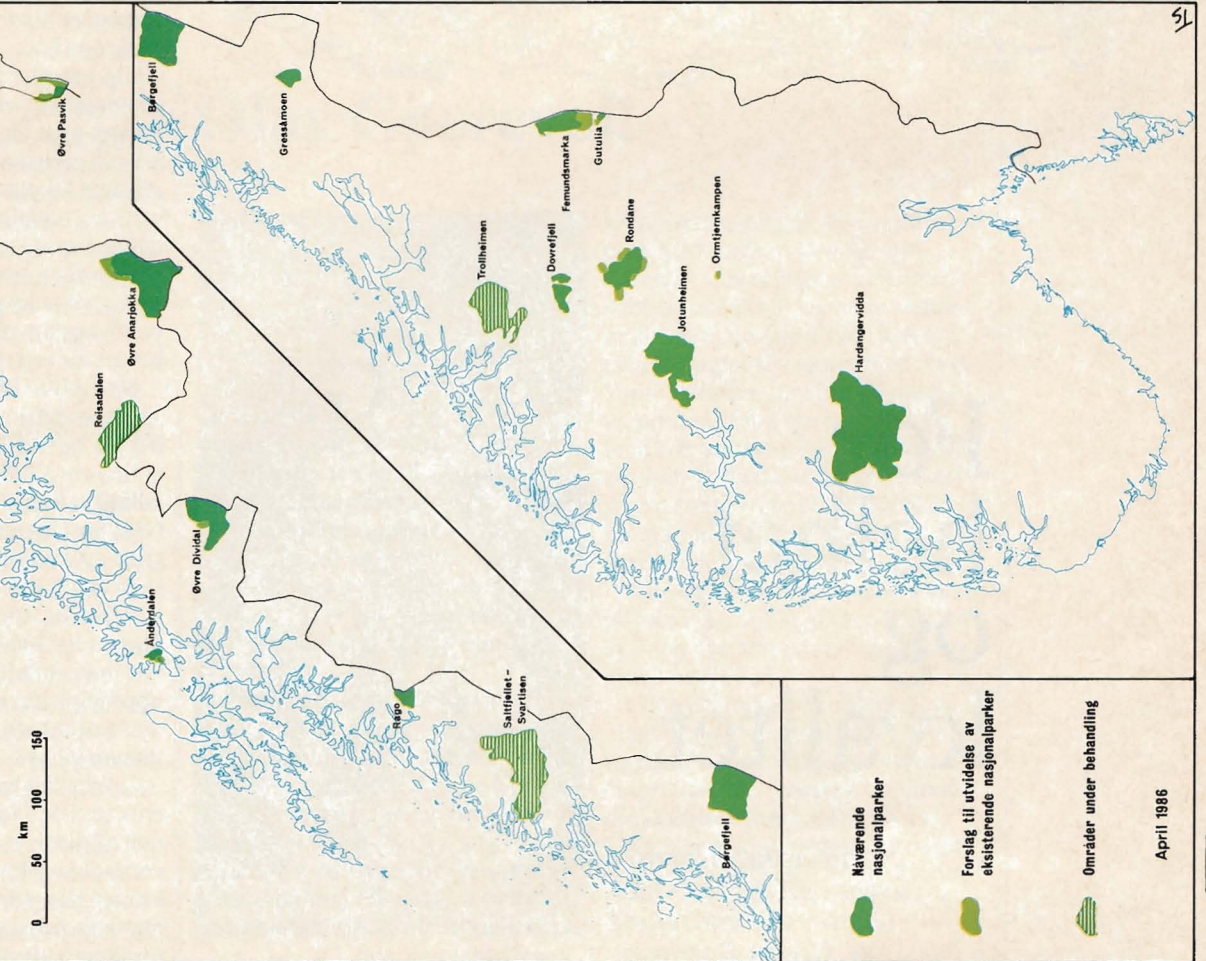 15
Øvre Pasvik
Børgefjell
Gressåmoen
Øvre Anarjokka
Femundsmarka
Gutulia
Reisadalen
Trollheimen
Dovrefjell
Rondane
Ormtjernkampen
Jotunheimen
Øvre Dividal
Hardangervidda
Ånderdalen
Rago
Saltfjellet –
Svartisen
km
0 50 100 150
Børgefjell
Nåværende
nasjonalparker
Forslag til utvidelse av
eksisterende nasjonalparker
Områder under behandling
April 1986